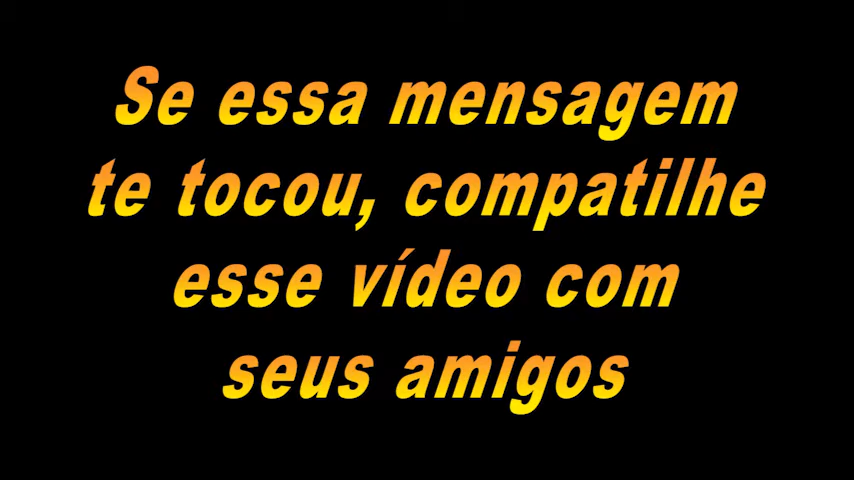 Se essa mensagem
te tocou, compatilhe
esse vídeo com
seus amigos